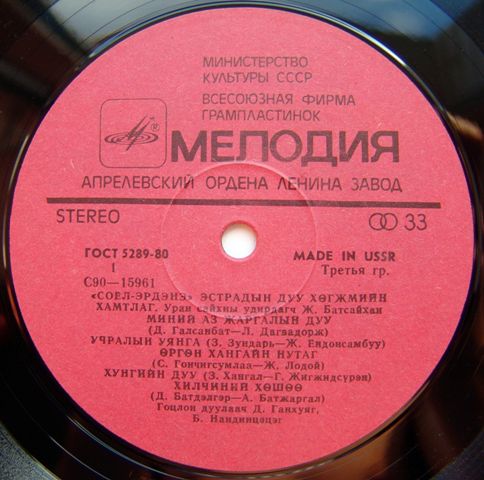 МИНИСТЕРСТВО
КУЛЬТУРЫ СССР
ВСЕСОЮЗНАЯ ФИРМА
ГРАМПЛАСТИНОК
®
МЕЛОДИЯ
АПРЕЛЕВСКИЙ ОРДЕНА ЛЕНИНА ЗАВОД
STEREO 33
ГОСТ 5289-80 MADE IN USSR
1 Третья гр.
С90—15961
«СОЕЛ-ЭРДЭНЭ» ЭСТРАДЫН ДУУ ХӨГЖМИЙН
ХАМТЛАГ. Уран сайхны удирдагч Ж. Батсайхан
МИНИЙ АЗ ЖАРГАЛЫН ДУУ
(Д. Галсанбат—Л. Дагвадорж)
УЧРАЛЫН УЯНГА (З. Зундарь—Ж. Ендонсамбуу)
ӨРГӨН ХАНГАЙН НУТАГ
(С. Гончигсумлаа—Ж. Лодой)
ХУНГИЙН ДУУ (З. Хангал—Г. Жигжидсүрэн)
ХИЛЧИНИЙ ХӨШӨӨ
(Д. Батдэлгэр—А. Батжаргал)
Гоцлон дуулаач Д. Ганхуяг,
Б. Нандинцэцэг